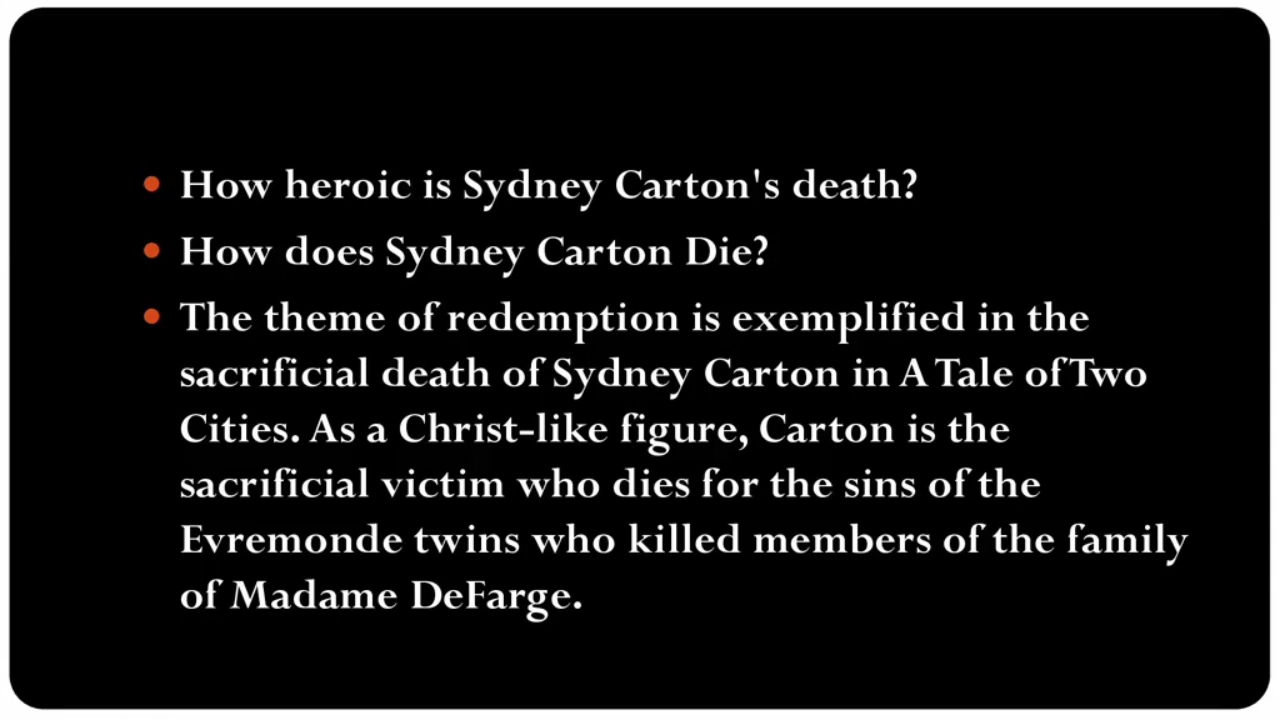 • How heroic is Sydney Carton's death?
• How does Sydney Carton Die?
• The theme of redemption is exemplified in the
sacrificial death of Sydney Carton in A Tale of Two
Cities. As a Christ-like figure, Carton is the
sacrificial victim who dies for the sins of the
Evremonde twins who killed members of the family
of Madame DeFarge.